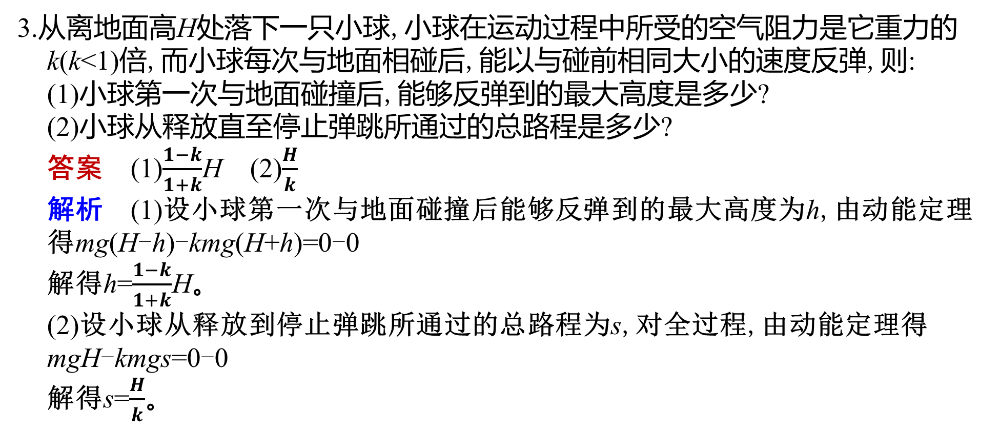 3.从离地面高H处落下一只小球, 小球在运动过程中所受的空气阻力是它重力的
k(k<1)倍, 而小球每次与地面相碰后, 能以与碰前相同大小的速度反弹, 则:
(1)小球第一次与地面碰撞后, 能够反弹到的最大高度是多少?
(2)小球从释放直至停止弹跳所通过的总路程是多少?
答案 (1)\frac{1−k}{1+k}H (2)\frac{H}{k}
解析 (1)设小球第一次与地面碰撞后能够反弹到的最大高度为h, 由动能定理
得mg(H−h)−kmg(H+h)=0−0
解得h=\frac{1−k}{1+k}H。
(2)设小球从释放到停止弹跳所通过的总路程为s, 对全过程, 由动能定理得
mgH−kmgs=0−0
解得s=\frac{H}{k}。